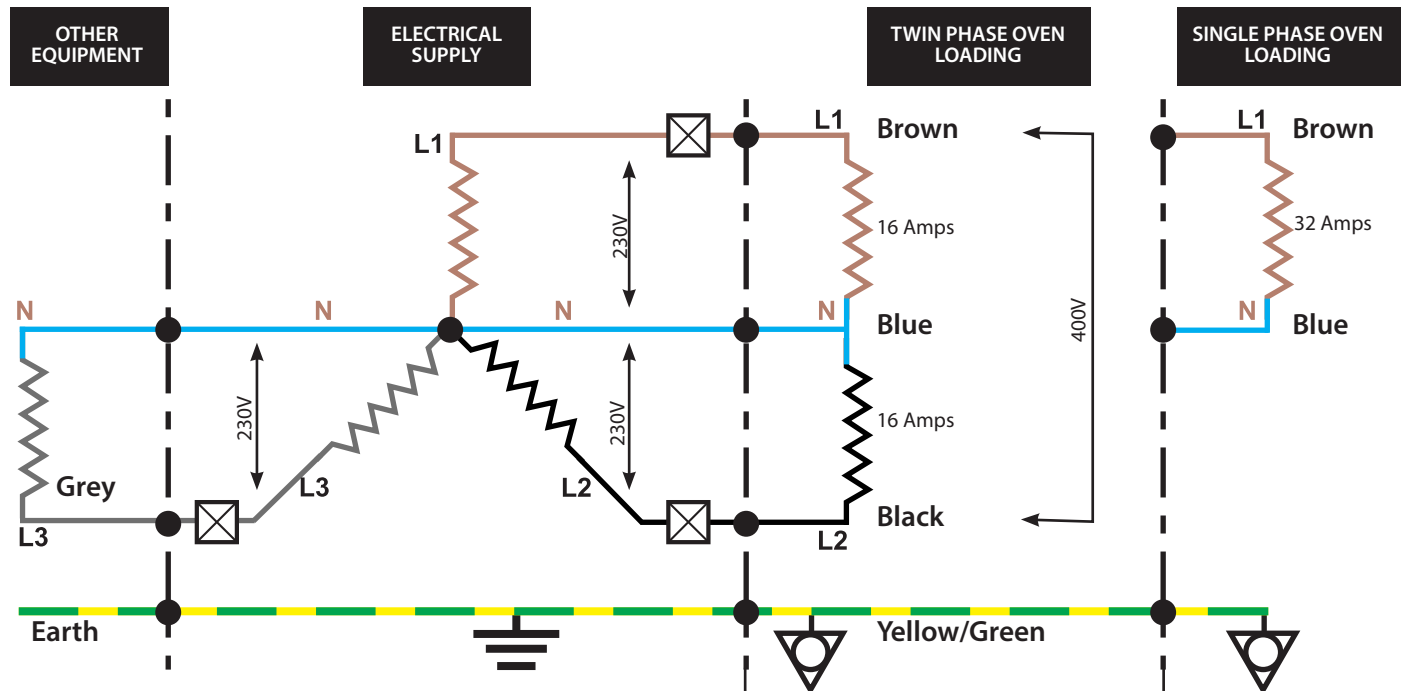 OTHER
EQUIPMENT
ELECTRICAL
SUPPLY
TWIN PHASE OVEN
LOADING
SINGLE PHASE OVEN
LOADING
L1
L1
Brown
L1
Brown
230V
16 Amps
32 Amps
N
N
N
N
Blue
400V
N
Blue
230V
230V
16 Amps
Grey
L3
L3
L2
L2
Black
Earth
Yellow/Green